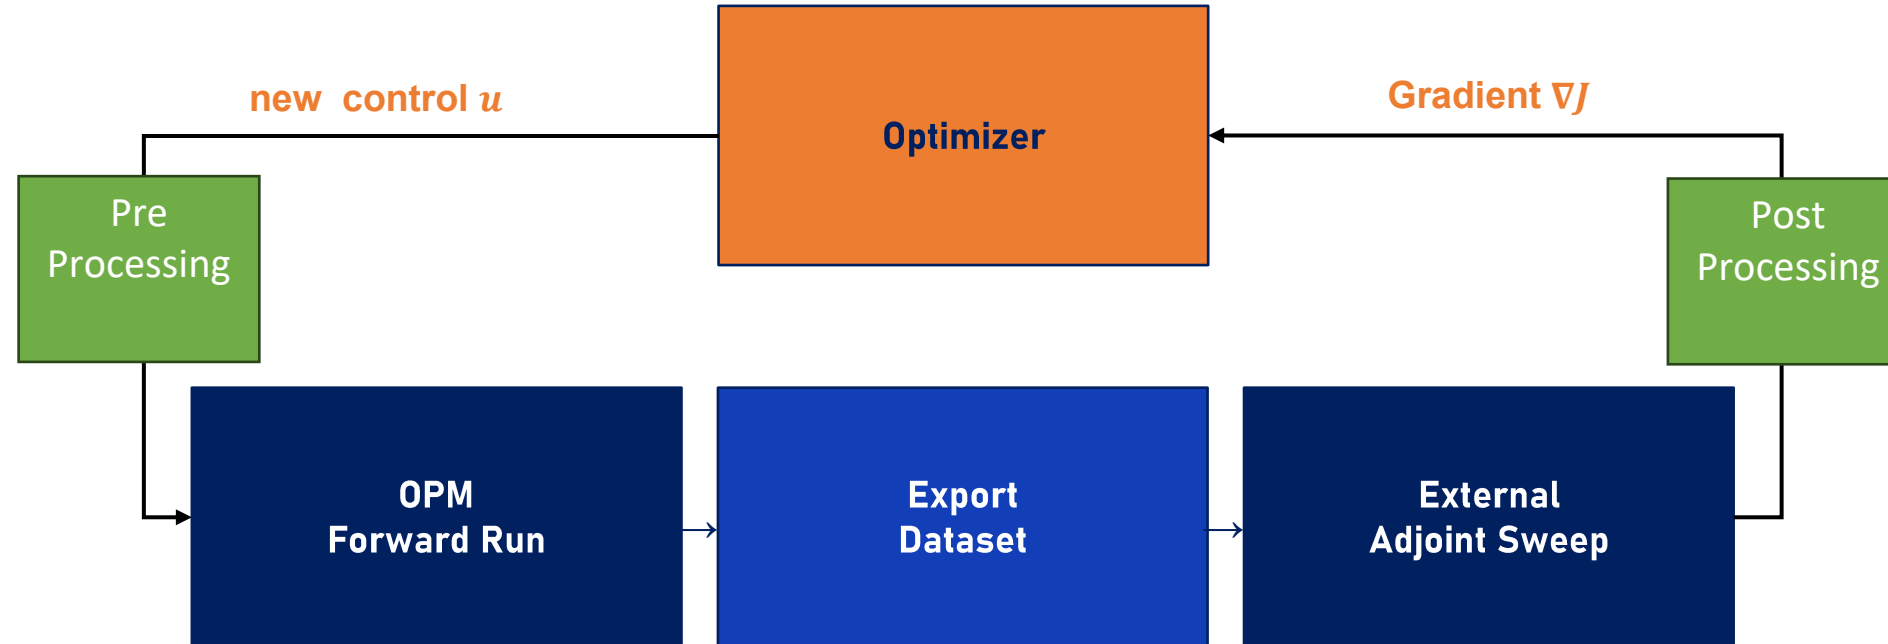 new control u
Gradient ∇J
Optimizer
Pre
Processing
Post
Processing
OPM
Forward Run
Export
Dataset
External
Adjoint Sweep